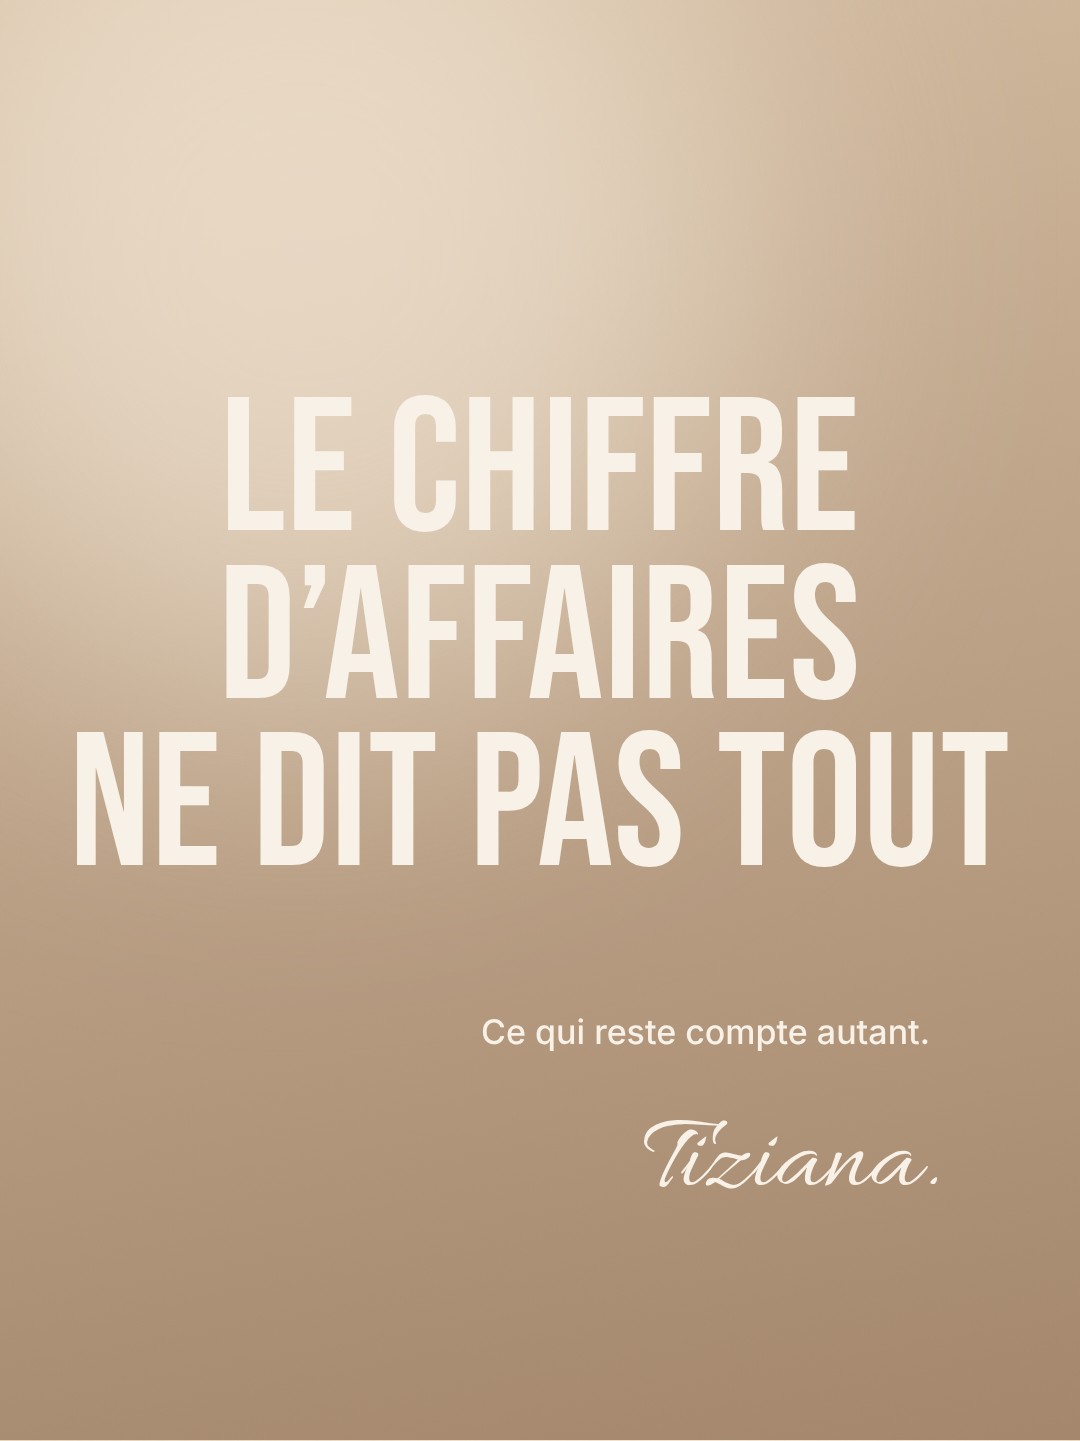 LE CHIFFRE
D’AFFAIRES
NE DIT PAS TOUT
Ce qui reste compte autant.
Tiziana.